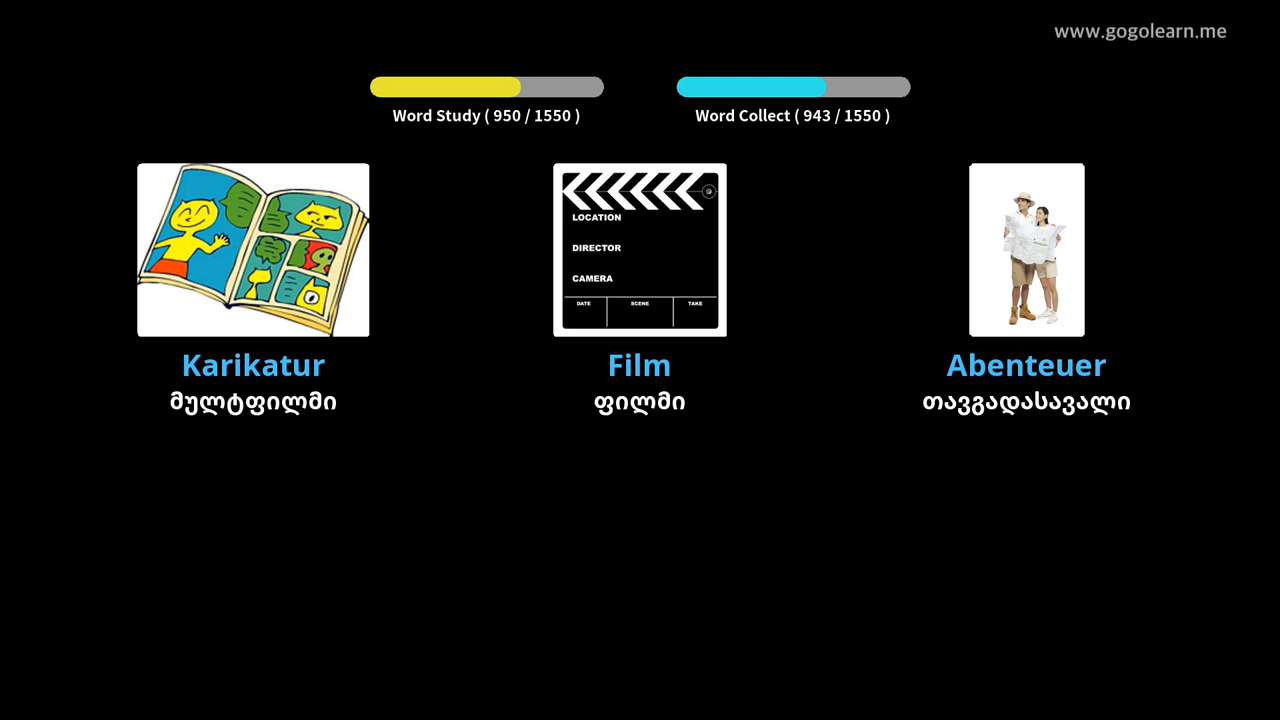 www.gogolearn.me
Word Study ( 950 / 1550 )
Word Collect ( 943 / 1550 )
LOCATION
DIRECTOR
CAMERA
DATE SCENE TAKE
Karikatur
მულტფილმი
Film
ფილმი
Abenteuer
თავგადასავალი